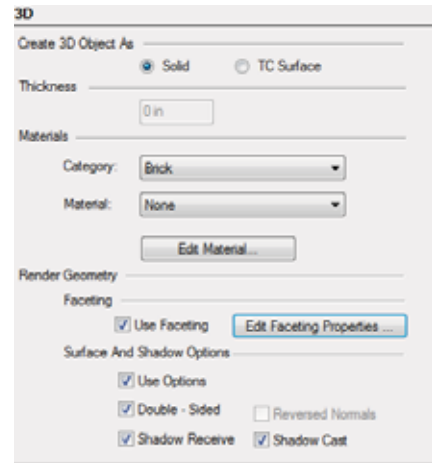 3D
Create 3D Object As
Solid TC Surface
Thickness
0 in
Materials
Category: Brick
Material: None
Edit Material...
Render Geometry
Faceting
Use Faceting Edit Faceting Properties ...
Surface And Shadow Options
Use Options
Double - Sided Reversed Normals
Shadow Receive Shadow Cast